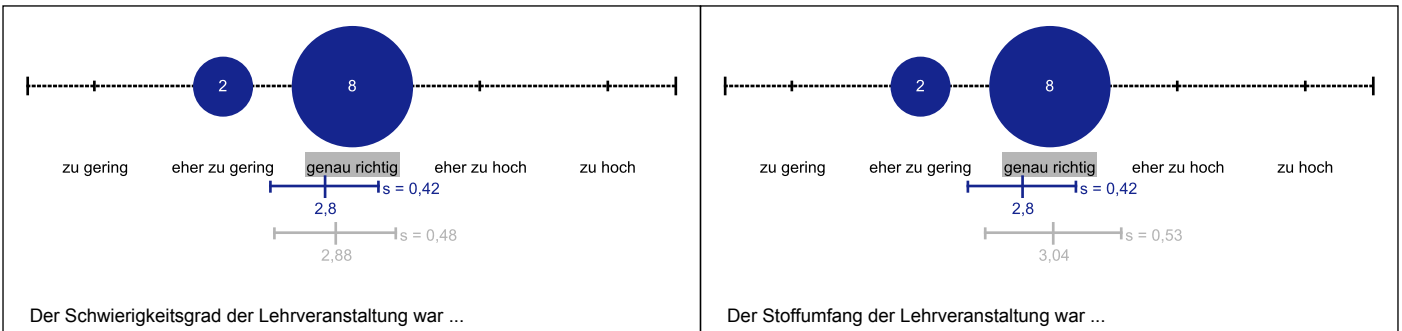 2
8
zu gering
eher zu gering
genau richtig
eher zu hoch
zu hoch
s = 0,42
2,8
s = 0,48
2,88
Der Schwierigkeitsgrad der Lehrveranstaltung war ...
2
8
zu gering
eher zu gering
genau richtig
eher zu hoch
zu hoch
s = 0,42
2,8
s = 0,53
3,04
Der Stoffumfang der Lehrveranstaltung war ...